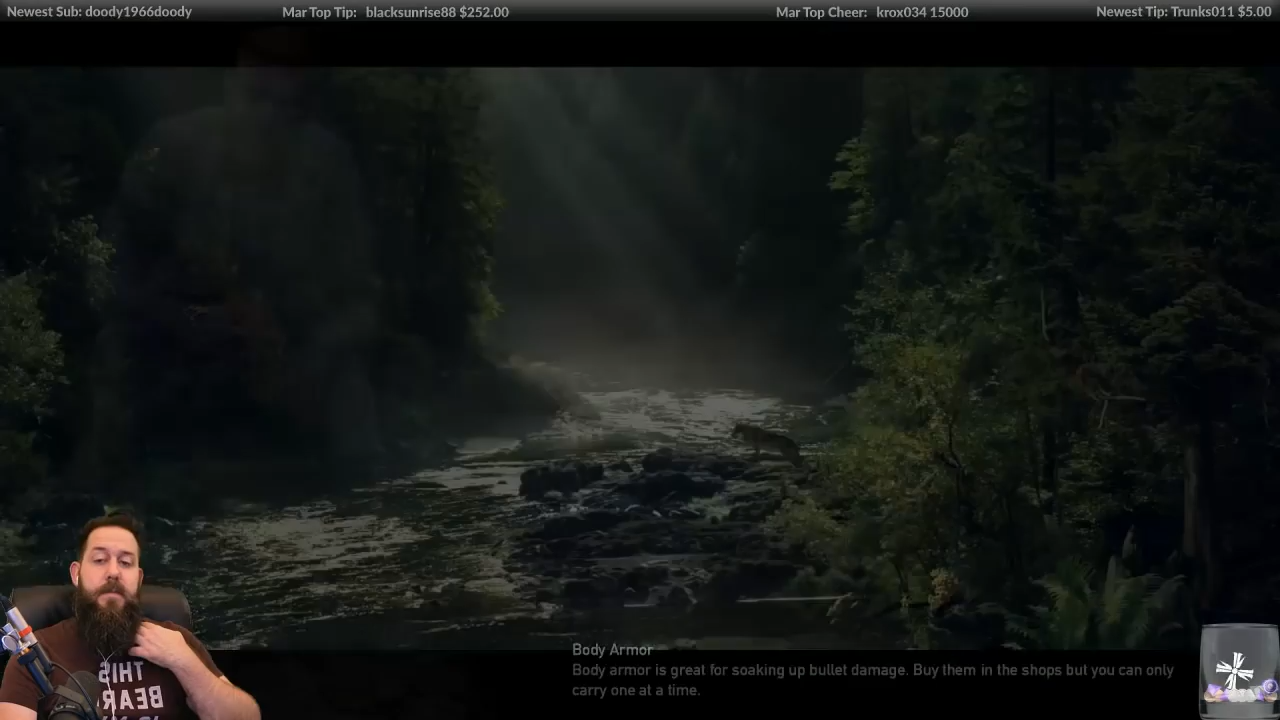 Newest Sub: doody1966doody Mar Top Tip: blacksunrise88 $252.00 Mar Top Cheer: krox034 15000 Newest Tip: Trunks011 $5.00
Body Armor
Body armor is great for soaking up bullet damage. Buy them in the shops but you can only
carry one at a time.
THIS
BEAR